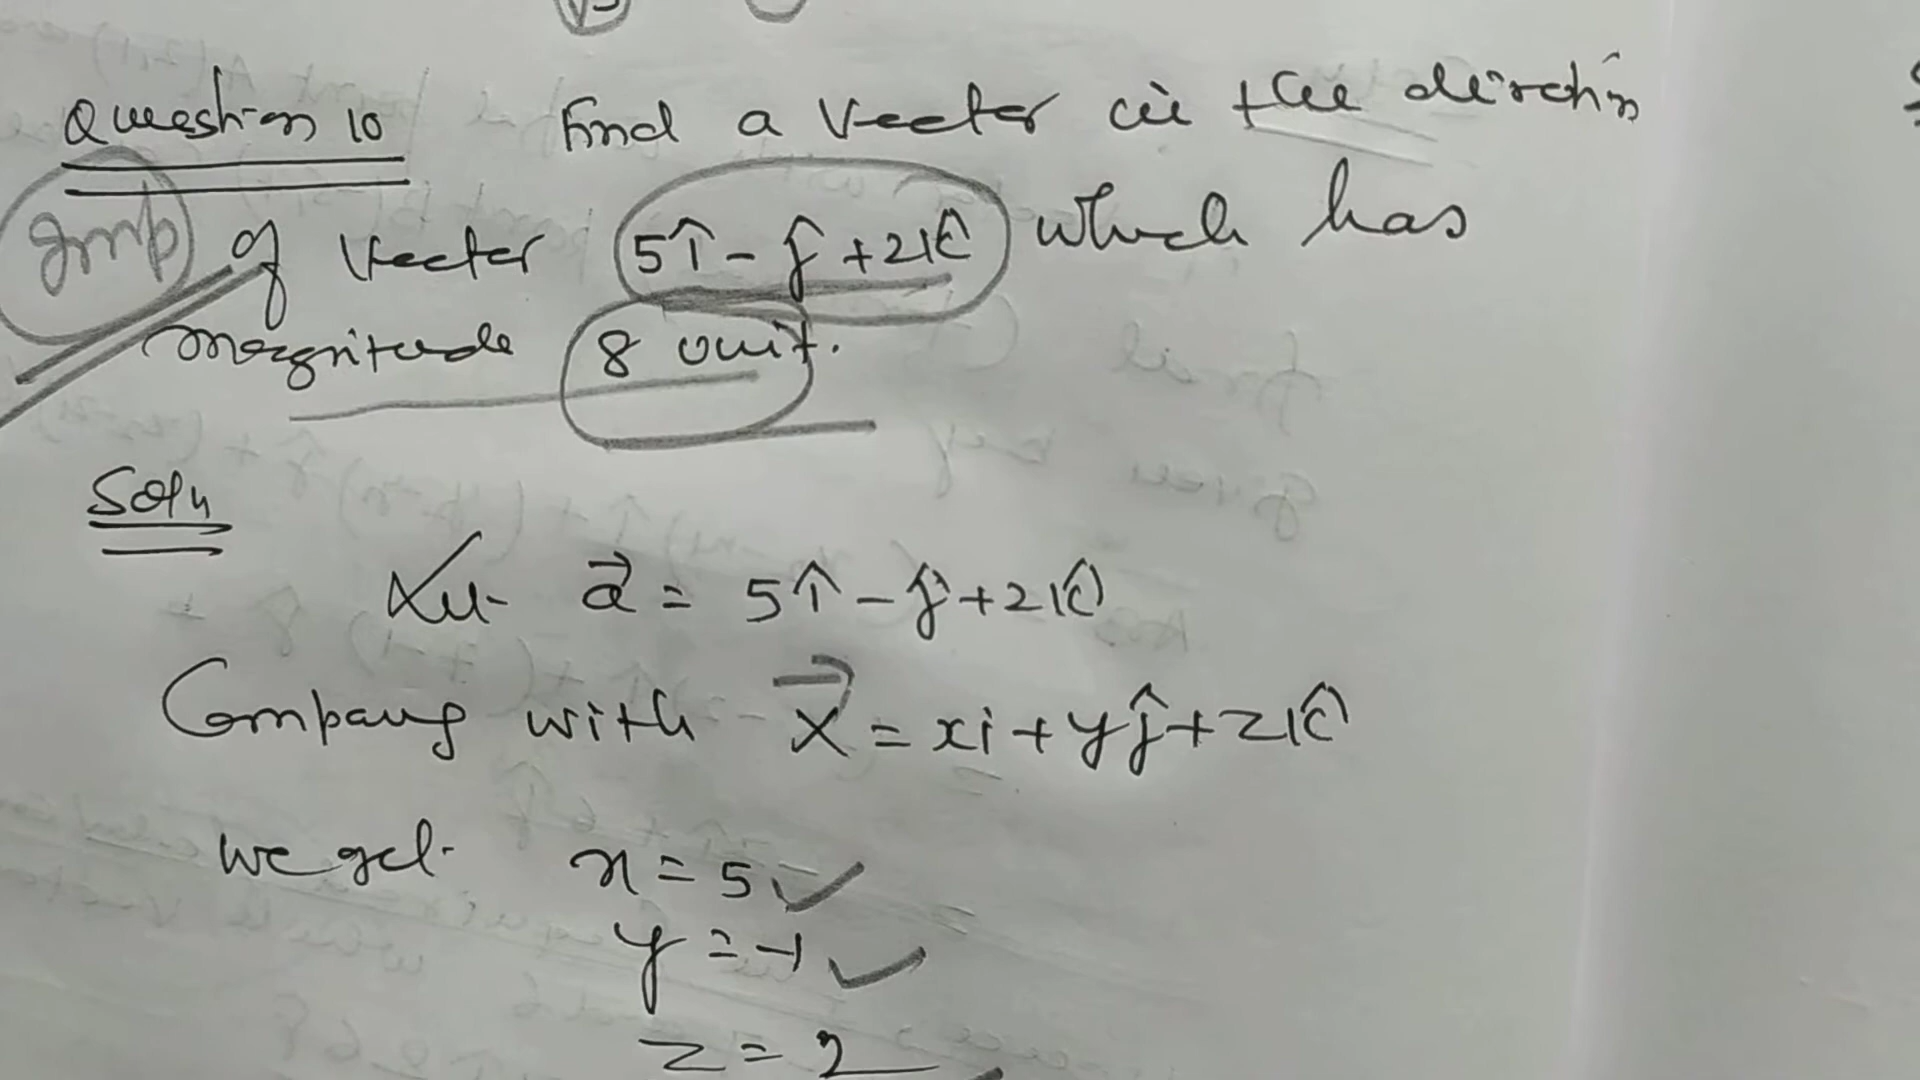 Question 10 Find a vector in the direction
Imp of vector 5î - ĵ + 2k̂ which has
magnitude 8 unit.
Soln
Let a⃗ = 5î - ĵ + 2k̂
Comparing with X⃗ = xi + yĵ + zk̂
we get x = 5 ✓
y = -1 ✓
z = 2